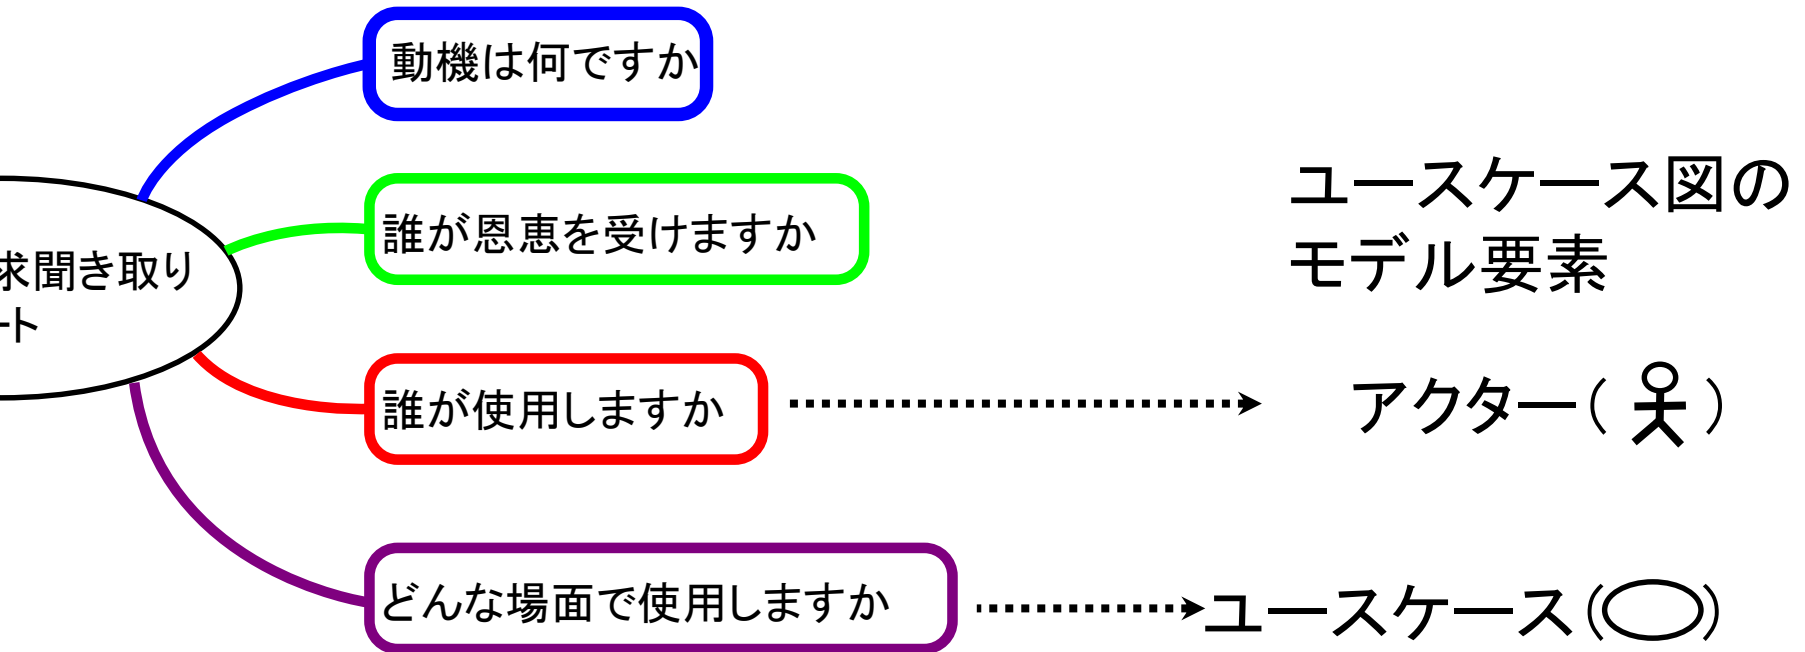 動機は何ですか
誰が恩恵を受けますか
求聞き取り
ート
誰が使用しますか
どんな場面で使用しますか
ユースケース図の
モデル要素
アクター( )
ユースケース( )